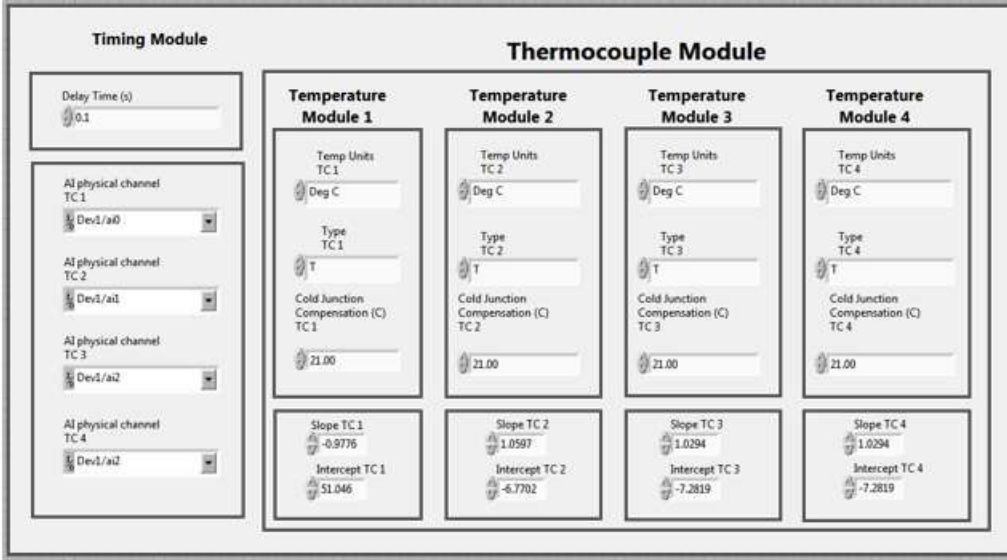 Timing Module
Delay Time (s)
0.1
AI physical channel
TC 1
Dev1/ai0
AI physical channel
TC 2
Dev1/ai1
AI physical channel
TC 3
Dev1/ai2
AI physical channel
TC 4
Dev1/ai2
Thermocouple Module
Temperature
Module 1
Temp Units
TC 1
Deg C
Type
TC 1
T
Cold Junction
Compensation (C)
TC 1
21.00
Slope TC 1
-0.9776
Intercept TC 1
51.046
Temperature
Module 2
Temp Units
TC 2
Deg C
Type
TC 2
T
Cold Junction
Compensation (C)
TC 2
21.00
Slope TC 2
1.0597
Intercept TC 2
-6.7702
Temperature
Module 3
Temp Units
TC 3
Deg C
Type
TC 3
T
Cold Junction
Compensation (C)
TC 3
21.00
Slope TC 3
1.0294
Intercept TC 3
-7.2819
Temperature
Module 4
Temp Units
TC 4
Deg C
Type
TC 4
T
Cold Junction
Compensation (C)
TC 4
21.00
Slope TC 4
1.0294
Intercept TC 4
-7.2819